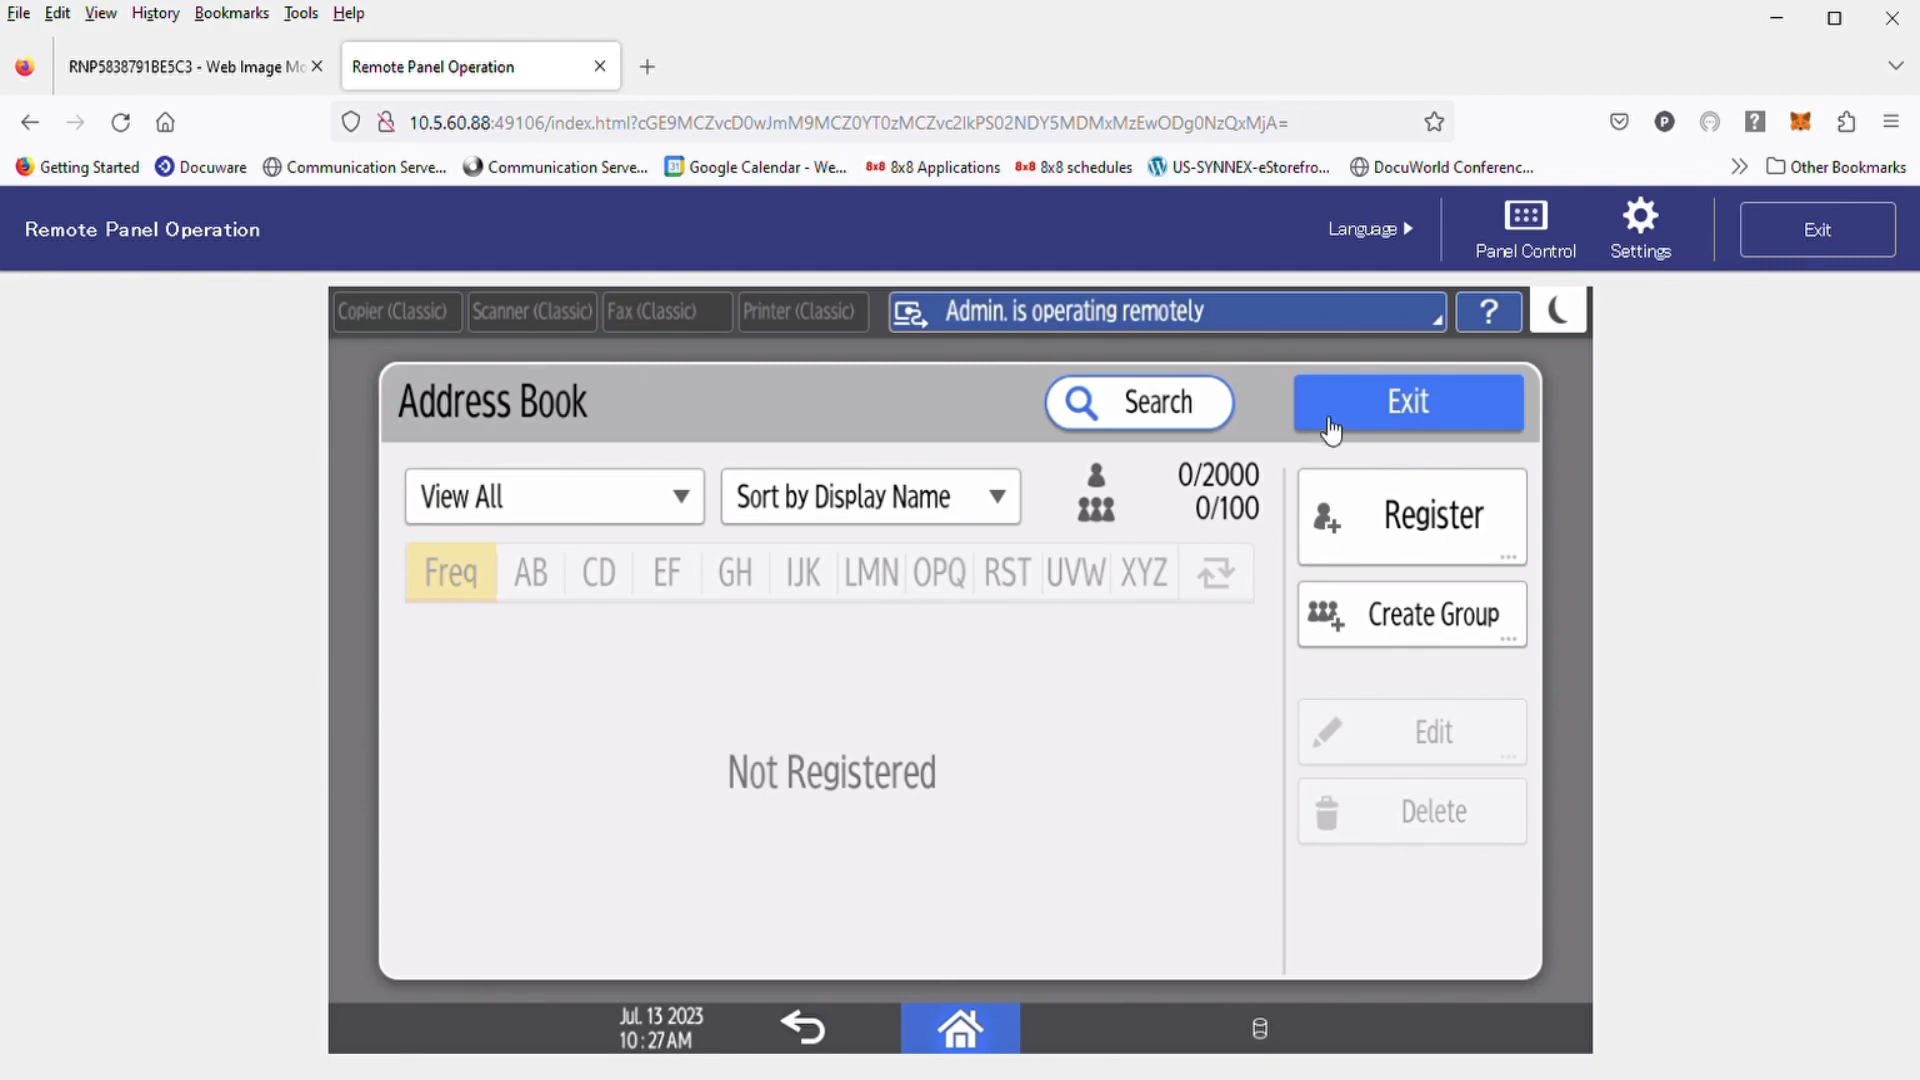 File Edit View History Bookmarks Tools Help
RNP5838791BE5C3 - Web Image Mo
Remote Panel Operation
10.5.60.88:49106/index.html?cGE9MCZvcD0wJmM9MCZ0YT0zMCZvc2lkPS02NDY5MDMxMzEwODg0NzQxMjA=
Getting Started Docuware Communication Serve... Communication Serve... 31 Google Calendar - We... 8x8 8x8 Applications 8x8 8x8 schedules US-SYNNEX-eStorefro... DocuWorld Conferenc... Other Bookmarks
Remote Panel Operation
Language
Panel Control
Settings
Exit
Copier (Classic) Scanner (Classic) Fax (Classic) Printer (Classic)
Admin. is operating remotely
?
Address Book
Search
Exit
View All
Sort by Display Name
0/2000
0/100
Register
...
Freq AB CD EF GH IJK LMN OPQ RST UVW XYZ
Create Group
...
Not Registered
Edit
...
Delete
Jul. 13 2023
10:27AM